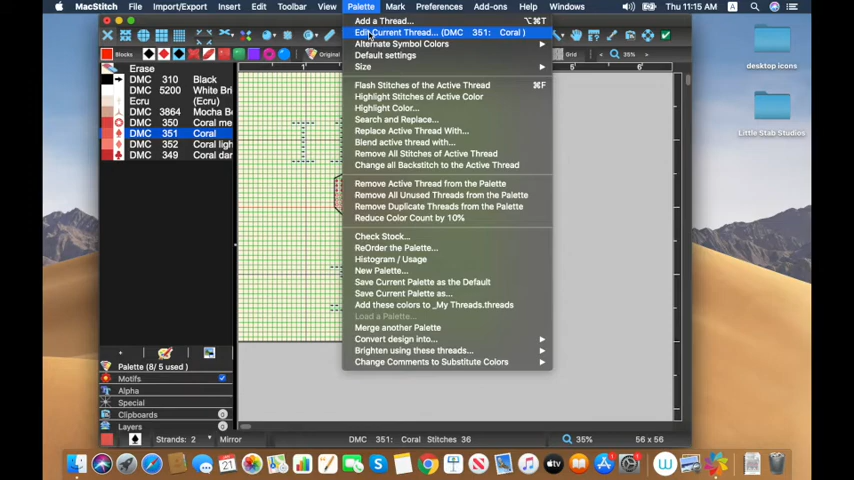 MacStitch File Import/Export Insert Edit Toolbar View Palette Mark Preferences Add-ons Help Windows Thu 11:15 AM
Blocks
Original
Grid
35%
Erase
DMC 310 Black
DMC 5200 White Bri
Ecru (Ecru)
DMC 3864 Mocha Be
DMC 350 Coral me
DMC 351 Coral
DMC 352 Coral ligh
DMC 349 Coral dar
Palette (8/ 5 used )
Motifs
Alpha
Special
Clipboards
Layers
1
5
6
Add a Thread... ⌥⌘T
Edit Current Thread... (DMC 351: Coral )
Alternate Symbol Colors
Default settings
Size
Flash Stitches of the Active Thread ⌘F
Highlight Stitches of Active Color
Highlight Color...
Search and Replace...
Replace Active Thread With...
Blend active thread with...
Remove All Stitches of Active Thread
Change all Backstitch to the Active Thread
Remove Active Thread from the Palette
Remove All Unused Threads from the Palette
Remove Duplicate Threads from the Palette
Reduce Color Count by 10%
Check Stock...
ReOrder the Palette...
Histogram / Usage
New Palette...
Save Current Palette as the Default
Save Current Palette as...
Add these colors to _My Threads.threads
Load a Palette...
Merge another Palette
Convert design into...
Brighten using these threads...
Change Comments to Substitute Colors
desktop icons
Little Stab Studios
Strands: 2 Mirror DMC 351: Coral Stitches 36 35% 56 x 56